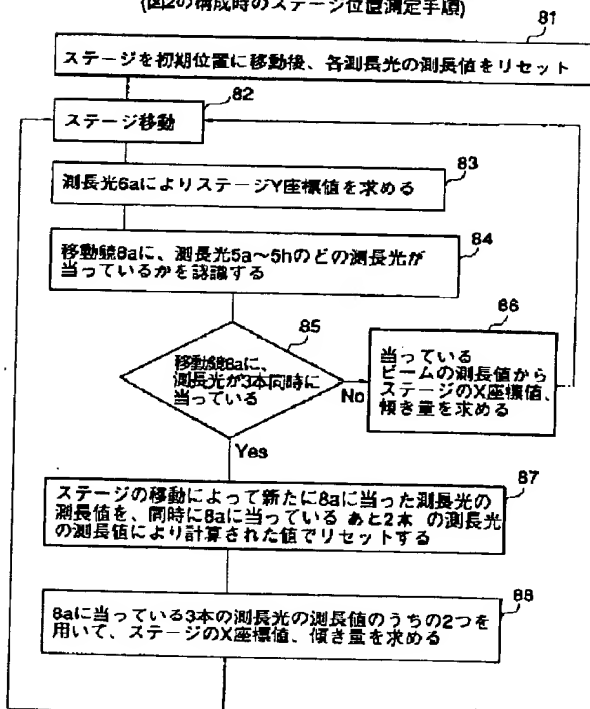 (図2の構成時のステージ位置測定手順)
81
ステージを初期位置に移動後、各測長光の測長値をリセット
82
ステージ移動
83
測長光6aによりステージY座標値を求める
84
移動鏡8aに、測長光5a~5hのどの測長光が
当っているかを認識する
85
移動鏡8aに、
測長光が3本同時に
当っている
No
Yes
86
当っている
ビームの測長値から
ステージのX座標値、
傾き量を求める
87
ステージの移動によって新たに8aに当った測長光の
測長値を、同時に8aに当っている あと2本 の測長光
の測長値により計算された値でリセットする
88
8aに当っている3本の測長光の測長値のうちの2つを
用いて、ステージのX座標値、傾き量を求める